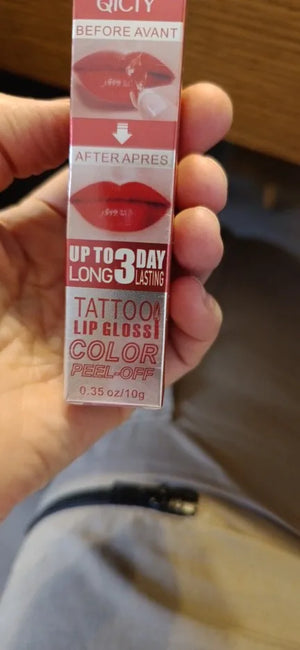 QICTY
BEFORE AVANT
AFTER APRES
UP TO 3 DAY
LONG LASTING
TATTOO
LIP GLOSS
COLOR
PEEL-OFF
0.35 oz/10g